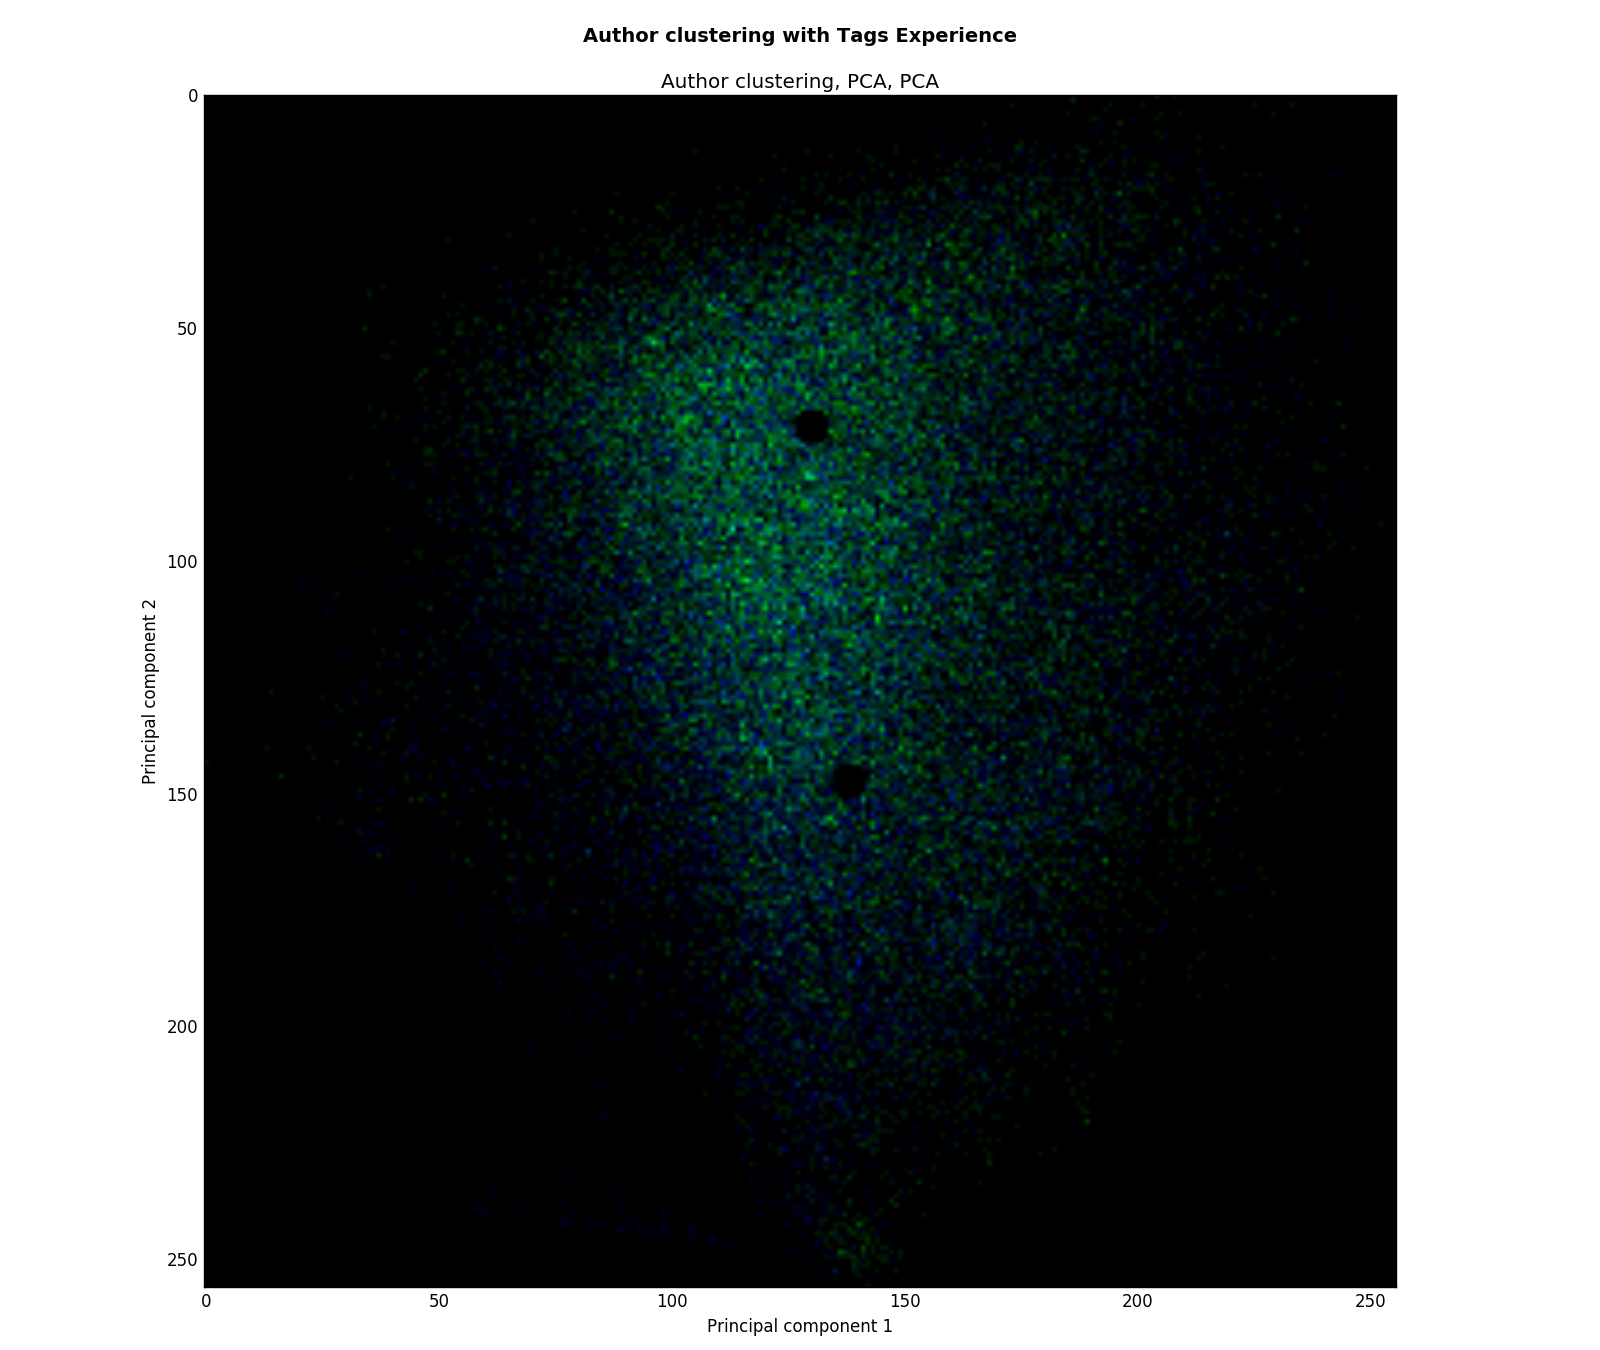 Author clustering with Tags Experience
Author clustering, PCA, PCA
0
50
100
150
200
250
Principal component 2
0 50 100 150 200 250
Principal component 1